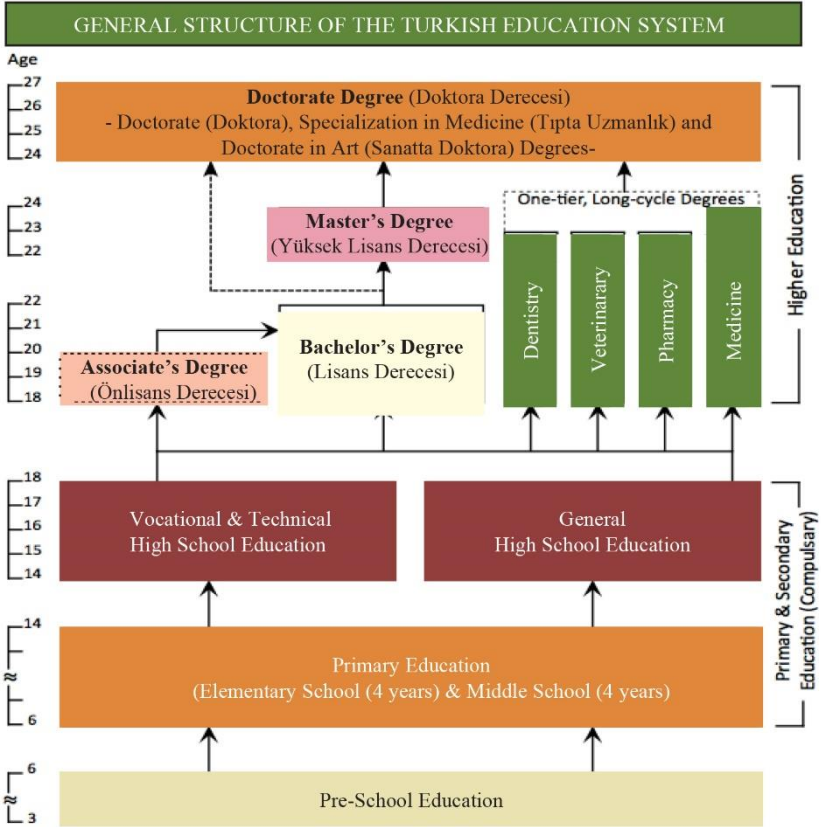 GENERAL STRUCTURE OF THE TURKISH EDUCATION SYSTEM
Age
27
26
25
24
Doctorate Degree (Doktora Derecesi)
- Doctorate (Doktora), Specialization in Medicine (Tıpta Uzmanlık) and
Doctorate in Art (Sanatta Doktora) Degrees-
24
23
22
Master's Degree
(Yüksek Lisans Derecesi)
One-tier, Long-cycle Degrees
Dentistry
Veterinarary
Pharmacy
Medicine
Higher Education
22
21
20
19
18
Associate's Degree
(Önlisans Derecesi)
Bachelor's Degree
(Lisans Derecesi)
18
17
16
15
14
Vocational & Technical
High School Education
General
High School Education
Primary & Secondary
Education (Compulsary)
14
6
Primary Education
(Elementary School (4 years) & Middle School (4 years)
6
3
Pre-School Education